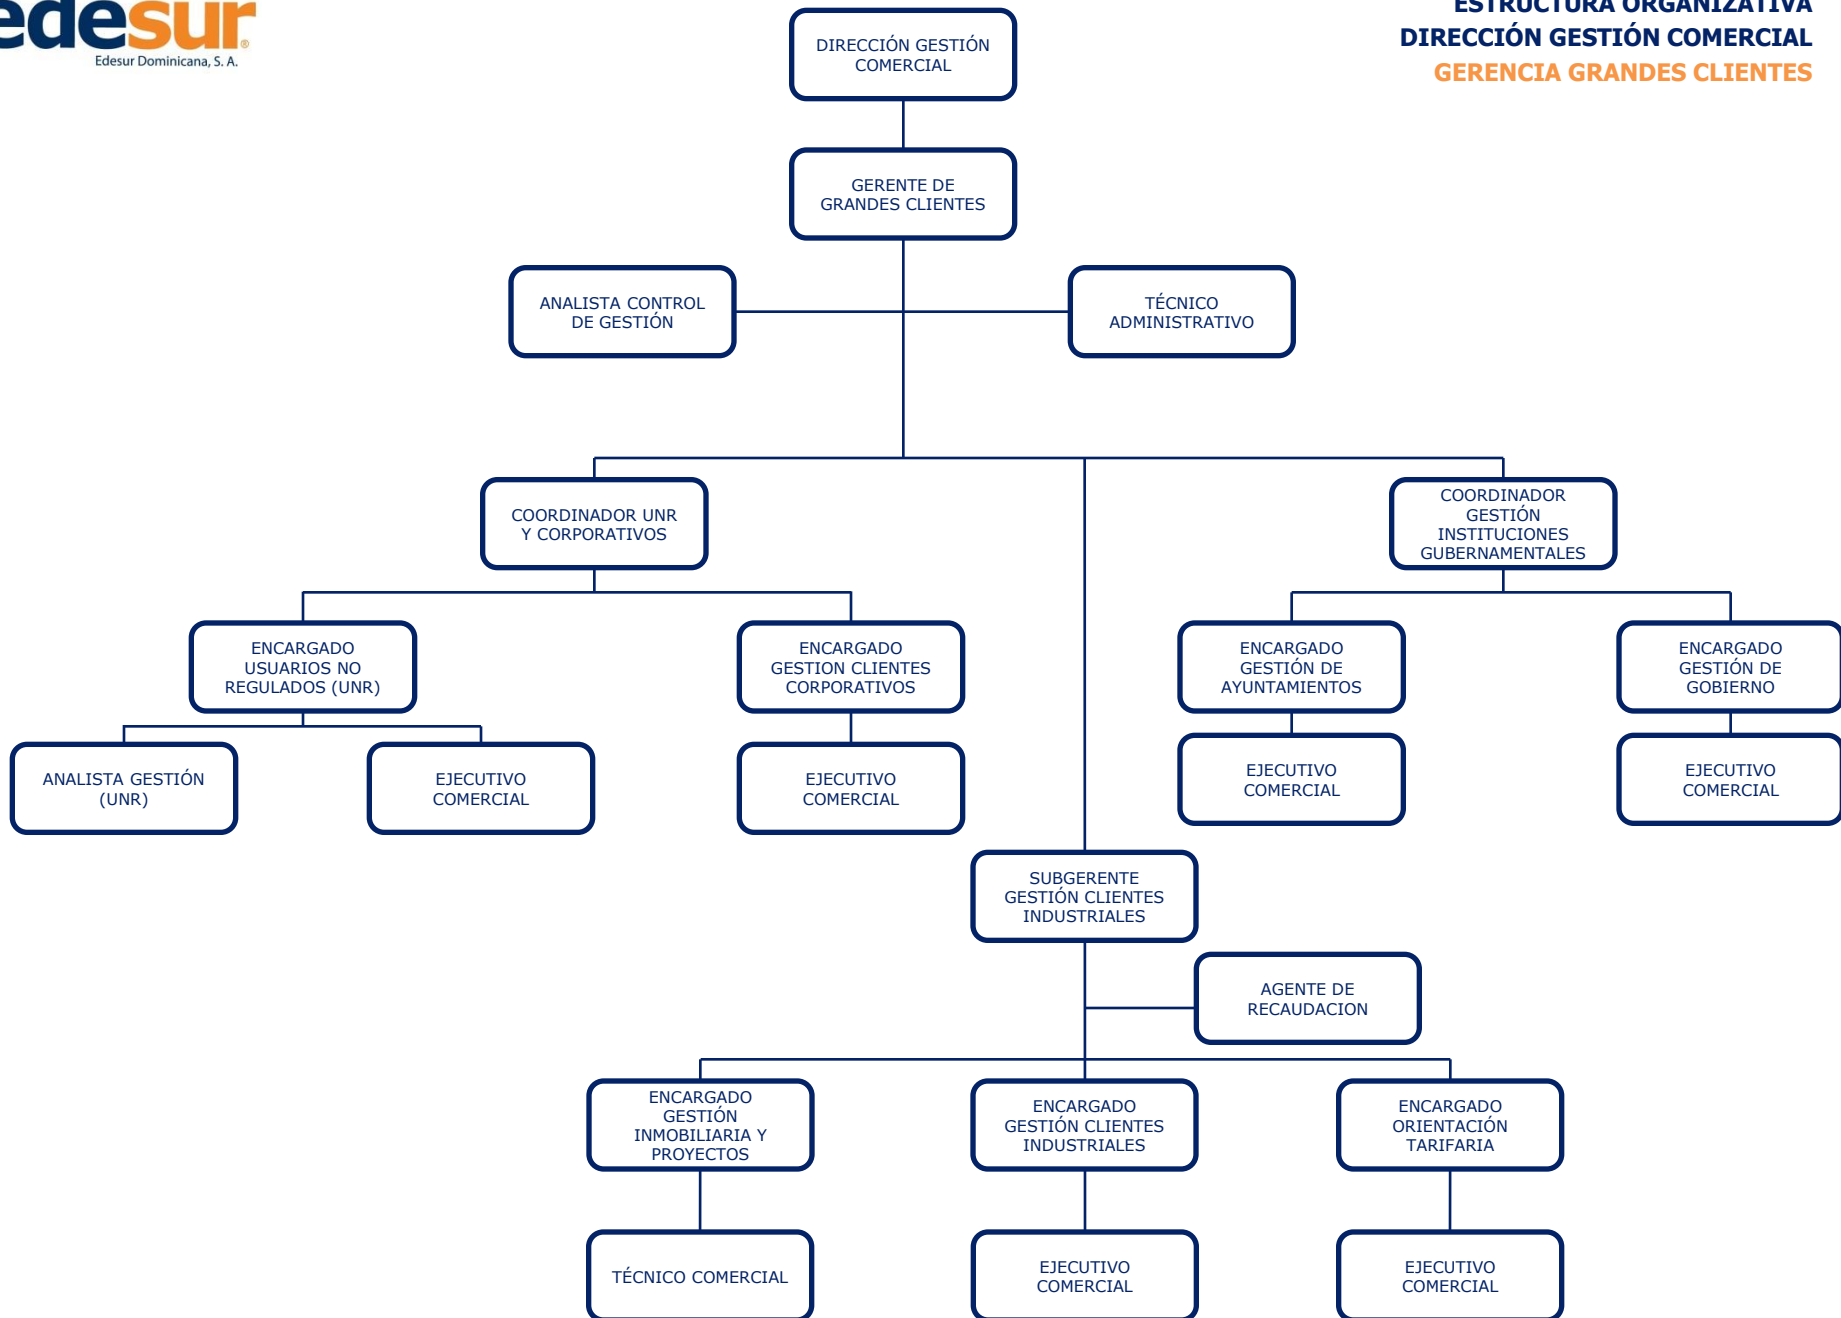 edesur
Edesur Dominicana, S. A.
ESTRUCTURA ORGANIZATIVA
DIRECCIÓN GESTIÓN COMERCIAL
GERENCIA GRANDES CLIENTES
DIRECCIÓN GESTIÓN
COMERCIAL
GERENTE DE
GRANDES CLIENTES
ANALISTA CONTROL
DE GESTIÓN
TÉCNICO
ADMINISTRATIVO
COORDINADOR UNR
Y CORPORATIVOS
COORDINADOR
GESTIÓN
INSTITUCIONES
GUBERNAMENTALES
ENCARGADO
USUARIOS NO
REGULADOS (UNR)
ENCARGADO
GESTION CLIENTES
CORPORATIVOS
ENCARGADO
GESTIÓN DE
AYUNTAMIENTOS
ENCARGADO
GESTIÓN DE
GOBIERNO
ANALISTA GESTIÓN
(UNR)
EJECUTIVO
COMERCIAL
EJECUTIVO
COMERCIAL
EJECUTIVO
COMERCIAL
EJECUTIVO
COMERCIAL
SUBGERENTE
GESTIÓN CLIENTES
INDUSTRIALES
AGENTE DE
RECAUDACION
ENCARGADO
GESTIÓN
INMOBILIARIA Y
PROYECTOS
ENCARGADO
GESTIÓN CLIENTES
INDUSTRIALES
ENCARGADO
ORIENTACIÓN
TARIFARIA
TÉCNICO COMERCIAL
EJECUTIVO
COMERCIAL
EJECUTIVO
COMERCIAL